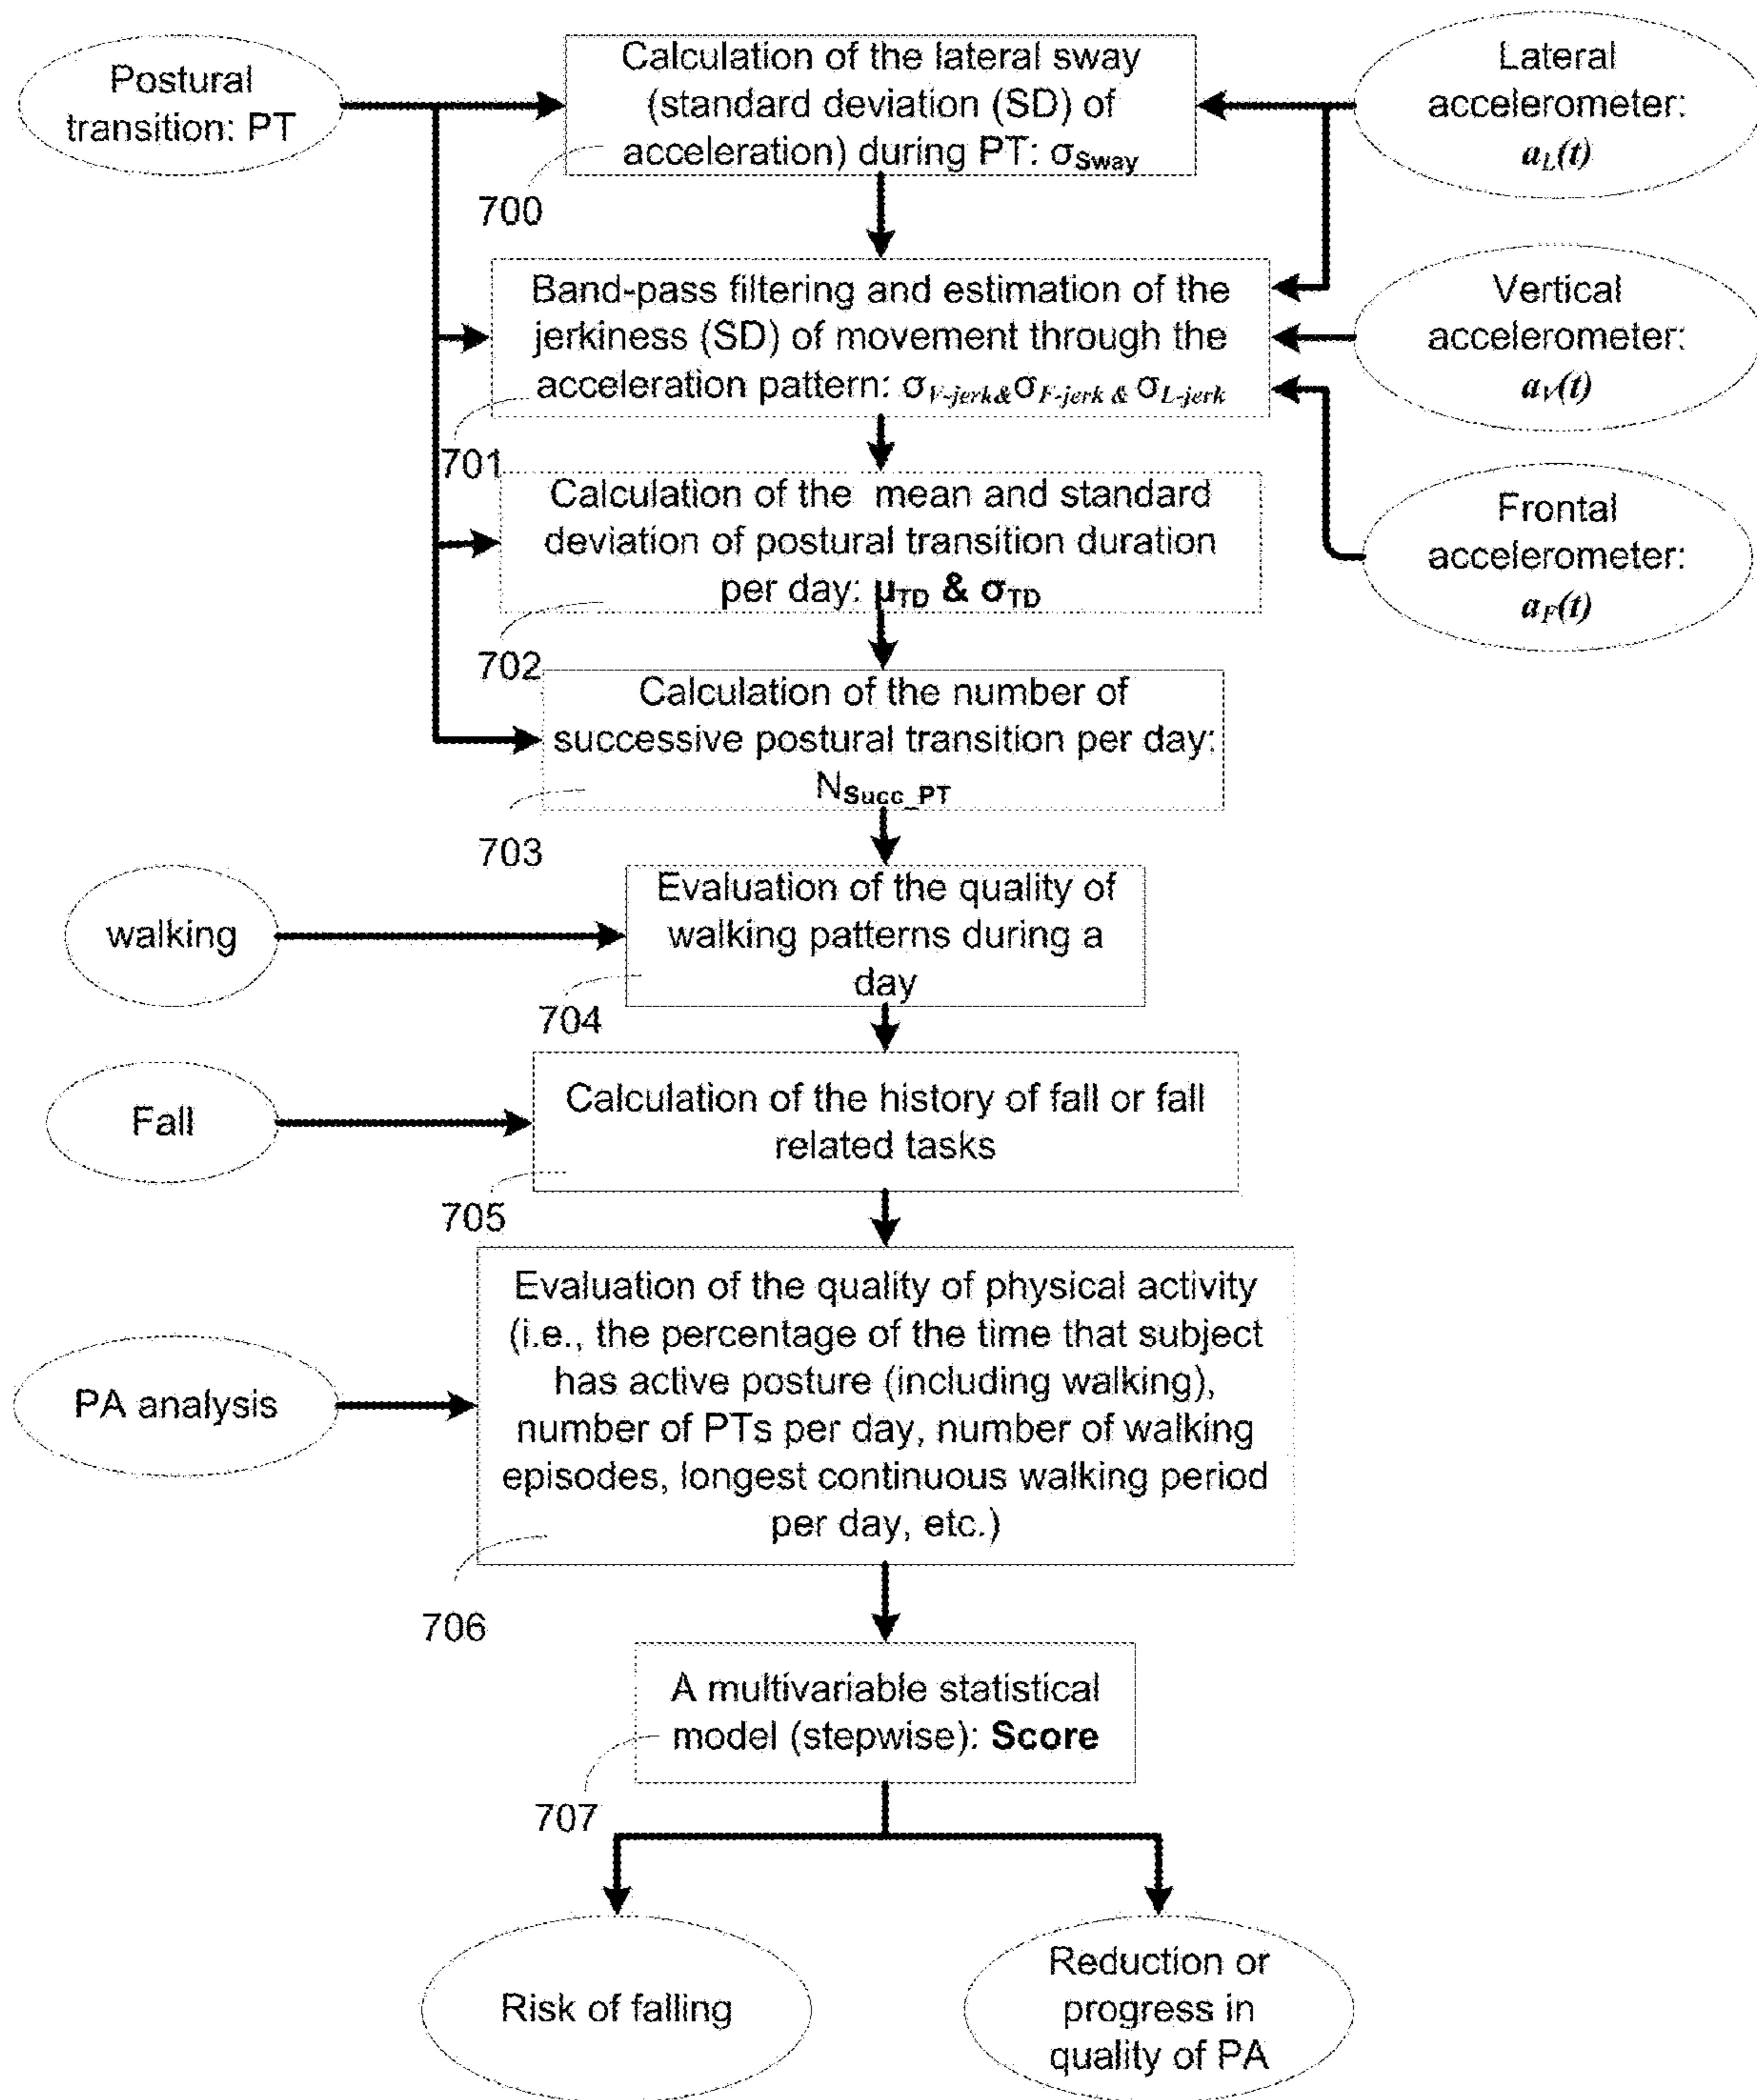 Postural
transition: PT
Calculation of the lateral sway
(standard deviation (SD) of
acceleration) during PT: σSway
700
Lateral
accelerometer:
aL(t)
Band-pass filtering and estimation of the
jerkiness (SD) of movement through the
acceleration pattern: σV-jerk&σF-jerk & σL-jerk
701
Vertical
accelerometer:
aV(t)
Calculation of the mean and standard
deviation of postural transition duration
per day: μTD & σTD
702
Frontal
accelerometer:
aF(t)
Calculation of the number of
successive postural transition per day:
NSucc_PT
703
walking
Evaluation of the quality of
walking patterns during a
day
704
Fall
Calculation of the history of fall or fall
related tasks
705
PA analysis
Evaluation of the quality of physical activity
(i.e., the percentage of the time that subject
has active posture (including walking),
number of PTs per day, number of walking
episodes, longest continuous walking period
per day, etc.)
706
A multivariable statistical
model (stepwise): Score
707
Risk of falling
Reduction or
progress in
quality of PA